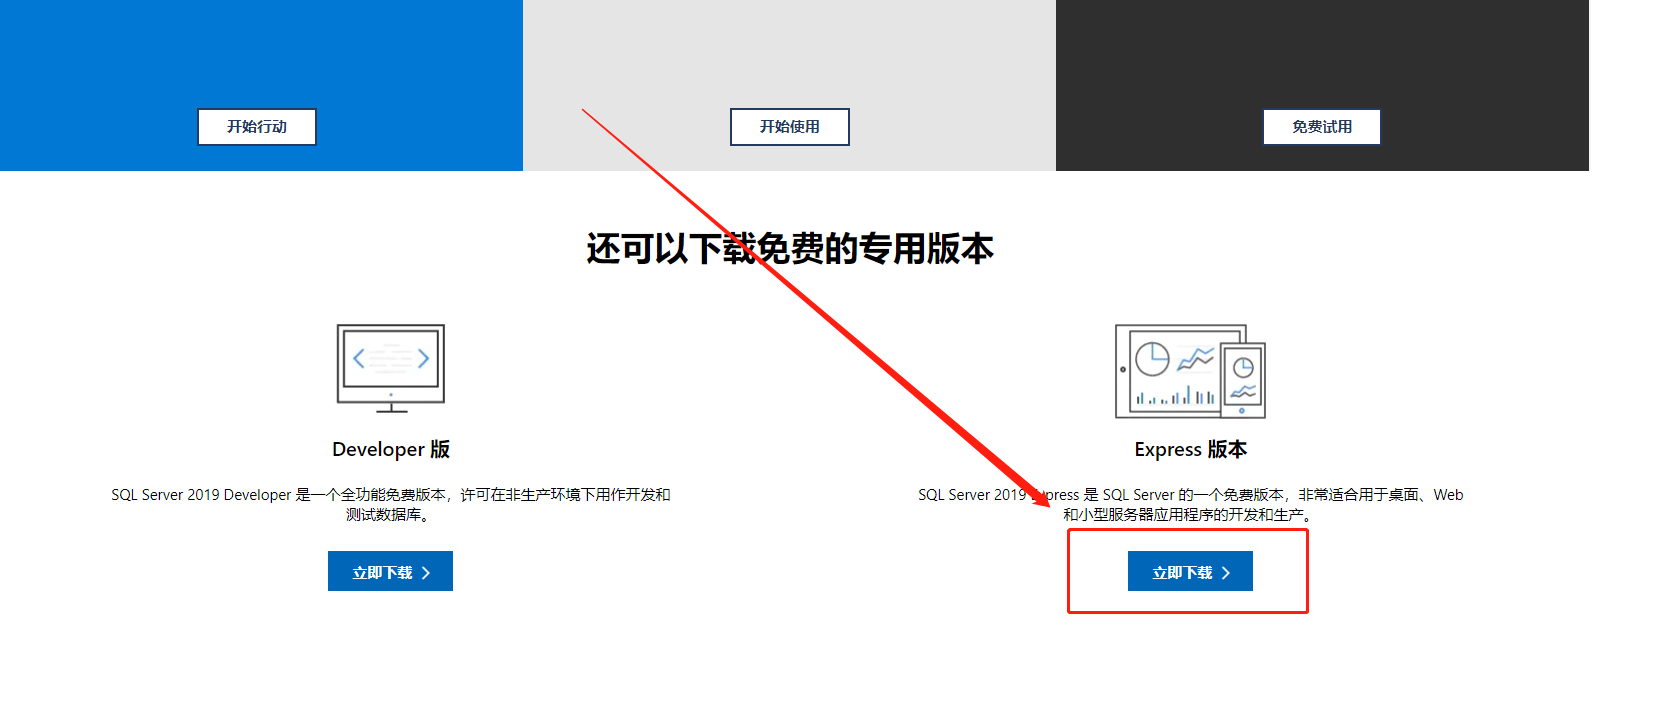 开始行动
开始使用
免费试用
还可以下载免费的专用版本
Developer 版
SQL Server 2019 Developer 是一个全功能免费版本，许可在非生产环境下用作开发和
测试数据库。
立即下载
Express 版本
SQL Server 2019 Express 是 SQL Server 的一个免费版本，非常适合用于桌面、Web
和小型服务器应用程序的开发和生产。
立即下载